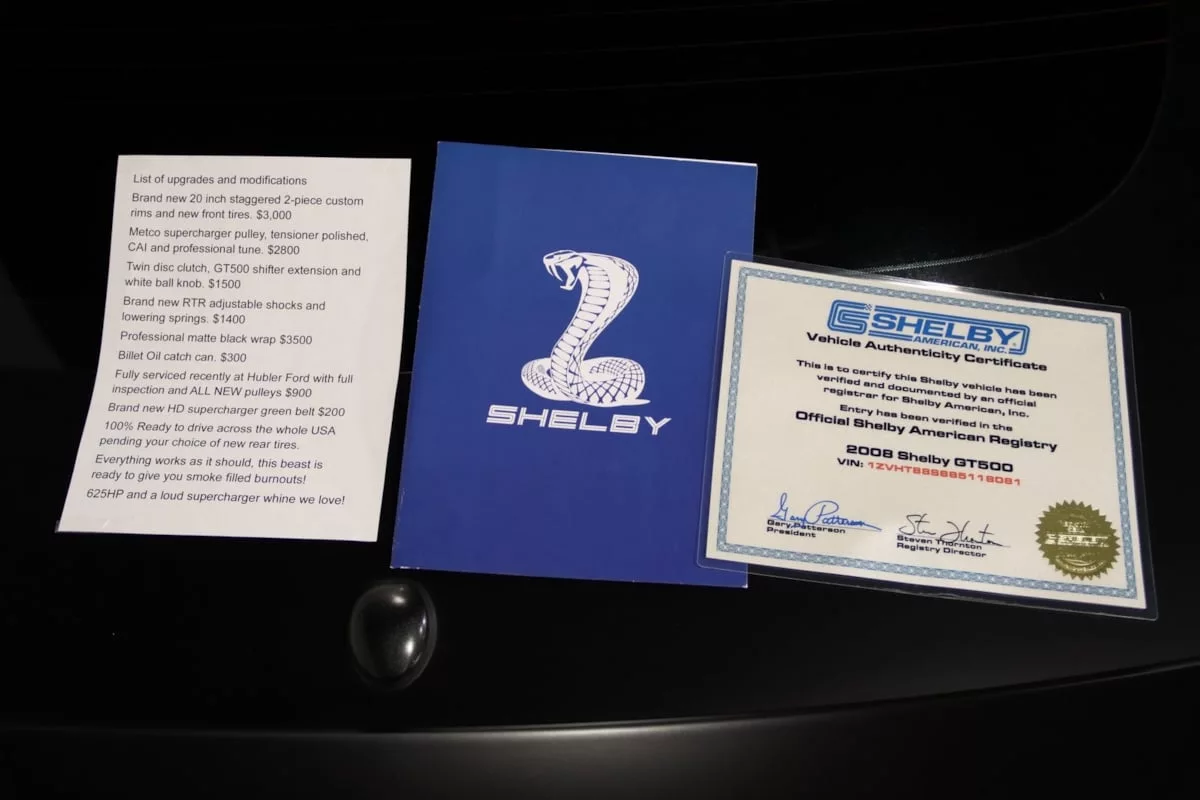 List of upgrades and modifications
Brand new 20 inch staggered 2-piece custom
rims and new front tires. $3,000
Metco supercharger pulley, tensioner polished,
CAI and professional tune. $2800
Twin disc clutch, GT500 shifter extension and
white ball knob. $1500
Brand new RTR adjustable shocks and
lowering springs. $1400
Professional matte black wrap $3500
Billet Oil catch can. $300
Fully serviced recently at Hubler Ford with full
inspection and ALL NEW pulleys $900
Brand new HD supercharger green belt $200
100% Ready to drive across the whole USA
pending your choice of new rear tires.
Everything works as it should, this beast is
ready to give you smoke filled burnouts!
625HP and a loud supercharger whine we love!
SHELBY
SHELBY
AMERICAN, INC.
Vehicle Authenticity Certificate
This is to certify this Shelby vehicle has been
verified and documented by an official
registrar for Shelby American, Inc.
Entry has been verified in the
Official Shelby American Registry
2008 Shelby GT500
VIN: 1ZVHT88S885118081
Gary Patterson
Gary Patterson
President
Steven Thornton
Registry Director